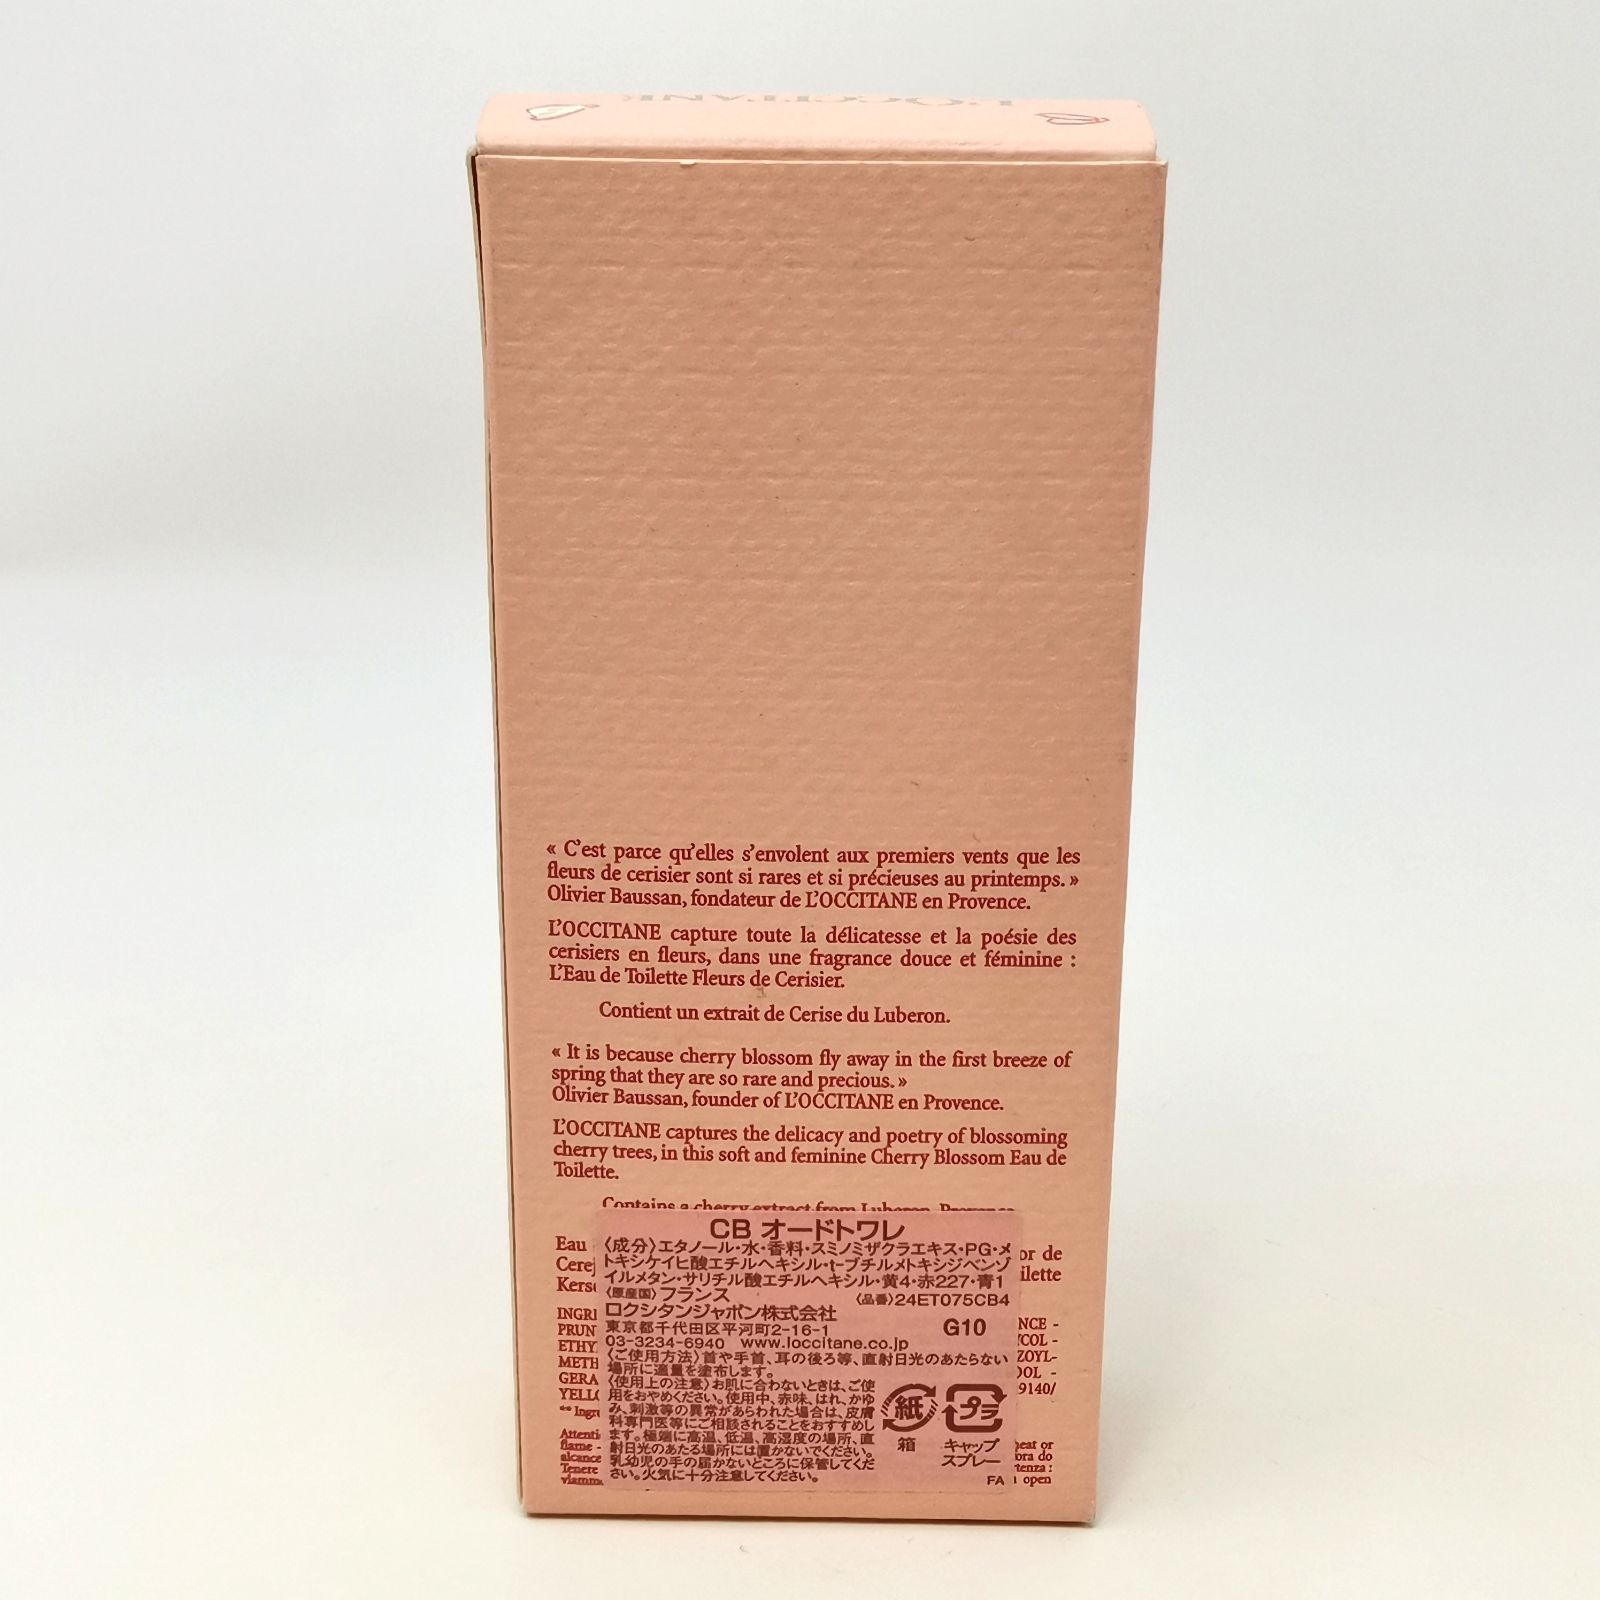 L'OCCITANE
« C'est parce qu'elles s'envolent aux premiers vents que les
fleurs de cerisier sont si rares et si précieuses au printemps. »
Olivier Baussan, fondateur de L'OCCITANE en Provence.
L'OCCITANE capture toute la délicatesse et la poésie des
cerisiers en fleurs, dans une fragrance douce et féminine :
L'Eau de Toilette Fleurs de Cerisier.
Contient un extrait de Cerise du Luberon.
« It is because cherry blossom fly away in the first breeze of
spring that they are so rare and precious. »
Olivier Baussan, founder of L'OCCITANE en Provence.
L'OCCITANE captures the delicacy and poetry of blossoming
cherry trees, in this soft and feminine Cherry Blossom Eau de
Toilette.
Contains a cherry extract from Luberon, Provence
Eau
or de
CB オードトワレ
〈成分〉エタノール・水・香料・スミノミザクラエキス・PG・メ
トキシケイヒ酸エチルヘキシル・t-ブチルメトキシジベンゾ
イルメタン・サリチル酸エチルヘキシル・黄4・赤227・青1
〈原産国〉フランス 〈品番〉24ET075CB4
ロクシタンジャポン株式会社
東京都千代田区平河町2-16-1 G10
03-3234-6940 www.loccitane.co.jp
〈ご使用方法〉首や手首、耳の後ろ等、直射日光のあたらない
場所に適量を塗布します。
〈使用上の注意〉お肌に合わないときは、ご使
用をおやめください。使用中、赤味、はれ、かゆ
み、刺激等の異常があらわれた場合は、皮膚
科専門医等にご相談されることをおすすめし
ます。極端に高温、低温、高湿度の場所、直
射日光のあたる場所には置かないでください。
乳幼児の手の届かないところに保管してくだ
さい。火気に十分注意してください。
紙 プラ
箱 キャップ
スプレー
FA